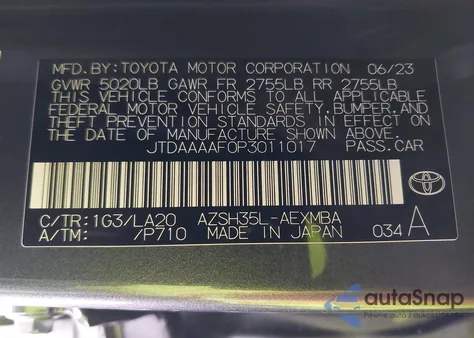 MFD. BY: TOYOTA MOTOR CORPORATION 06/23
GVWR 5020LB GAWR FR 2755LB RR 2755LB
THIS VEHICLE CONFORMS TO ALL APPLICABLE
FEDERAL MOTOR VEHICLE SAFETY, BUMPER, AND
THEFT PREVENTION STANDARDS IN EFFECT ON
THE DATE OF MANUFACTURE SHOWN ABOVE.
JTDAAAAF0P3011017 PASS. CAR
C/TR: 1G3/LA20 AZSH35L-AEXMBA
A/TM: /P710 MADE IN JAPAN 034 A
autoSnap